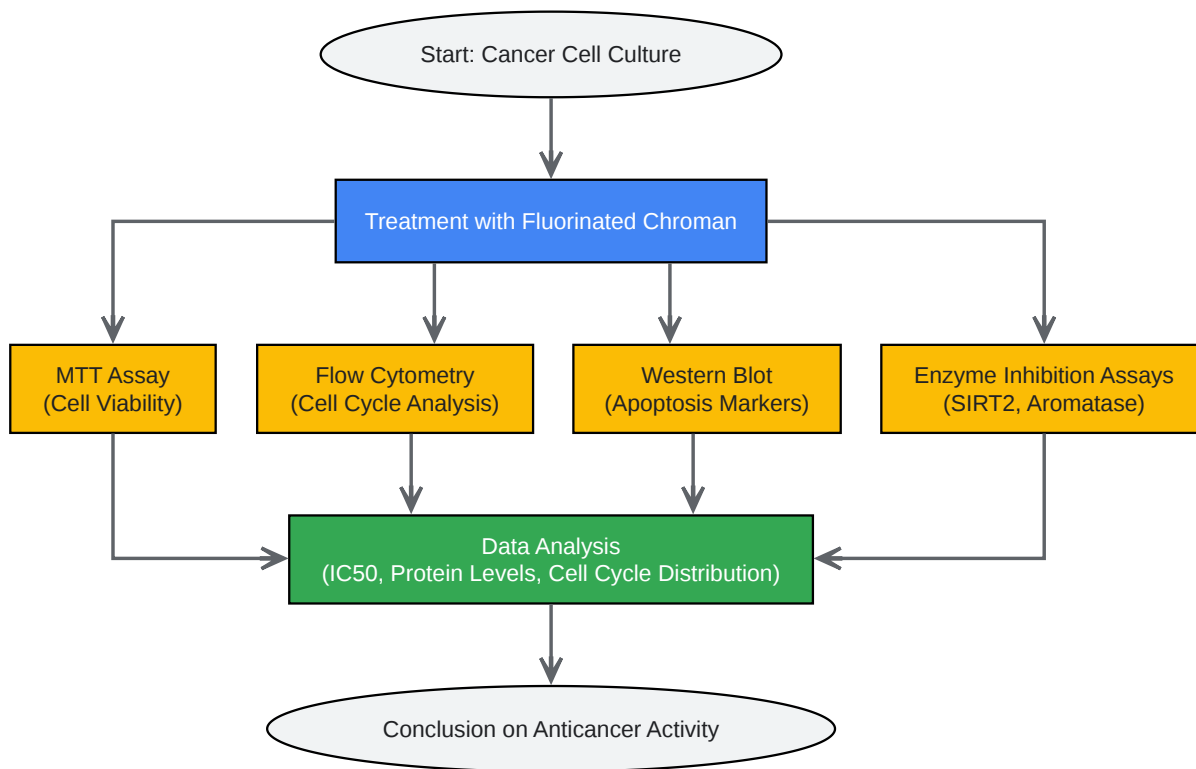 Start: Cancer Cell Culture
Treatment with Fluorinated Chroman
MTT Assay
(Cell Viability)
Flow Cytometry
(Cell Cycle Analysis)
Western Blot
(Apoptosis Markers)
Enzyme Inhibition Assays
(SIRT2, Aromatase)
Data Analysis
(IC50, Protein Levels, Cell Cycle Distribution)
Conclusion on Anticancer Activity